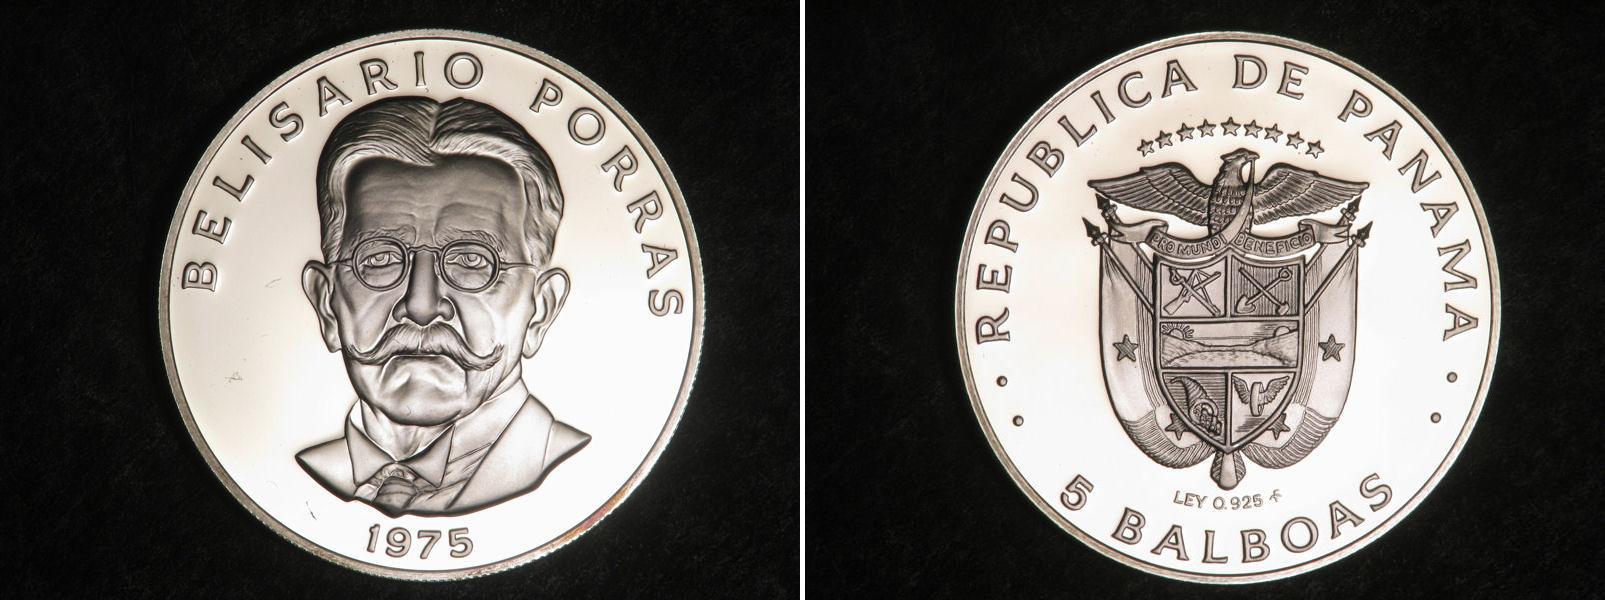 BELISARIO PORRAS
1975
REPUBLICA DE PANAMA
PRO MUNDI BENEFICIO
LEY 0.925
5 BALBOAS